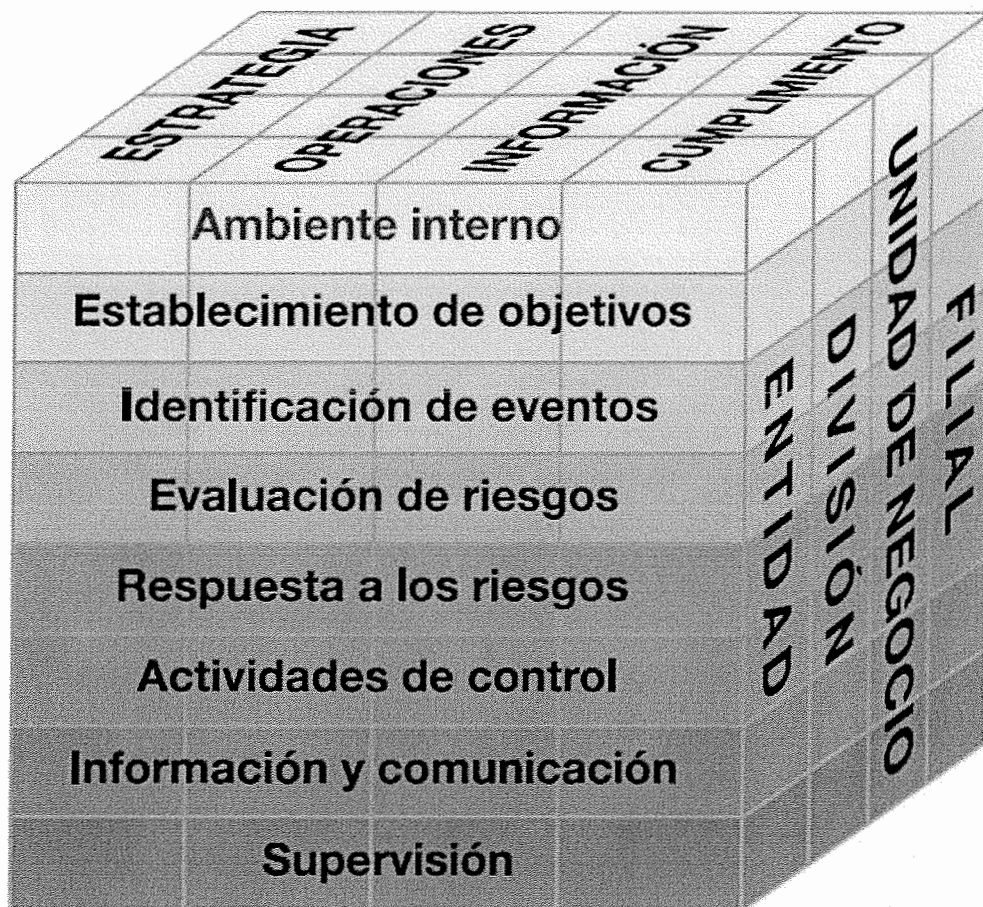 ESTRATEGIA
OPERACIONES
INFORMACIÓN
CUMPLIMIENTO
Ambiente interno
Establecimiento de objetivos
Identificación de eventos
Evaluación de riesgos
Respuesta a los riesgos
Actividades de control
Información y comunicación
Supervisión
ENTIDAD
DIVISIÓN
UNIDAD DE NEGOCIO
FILIAL